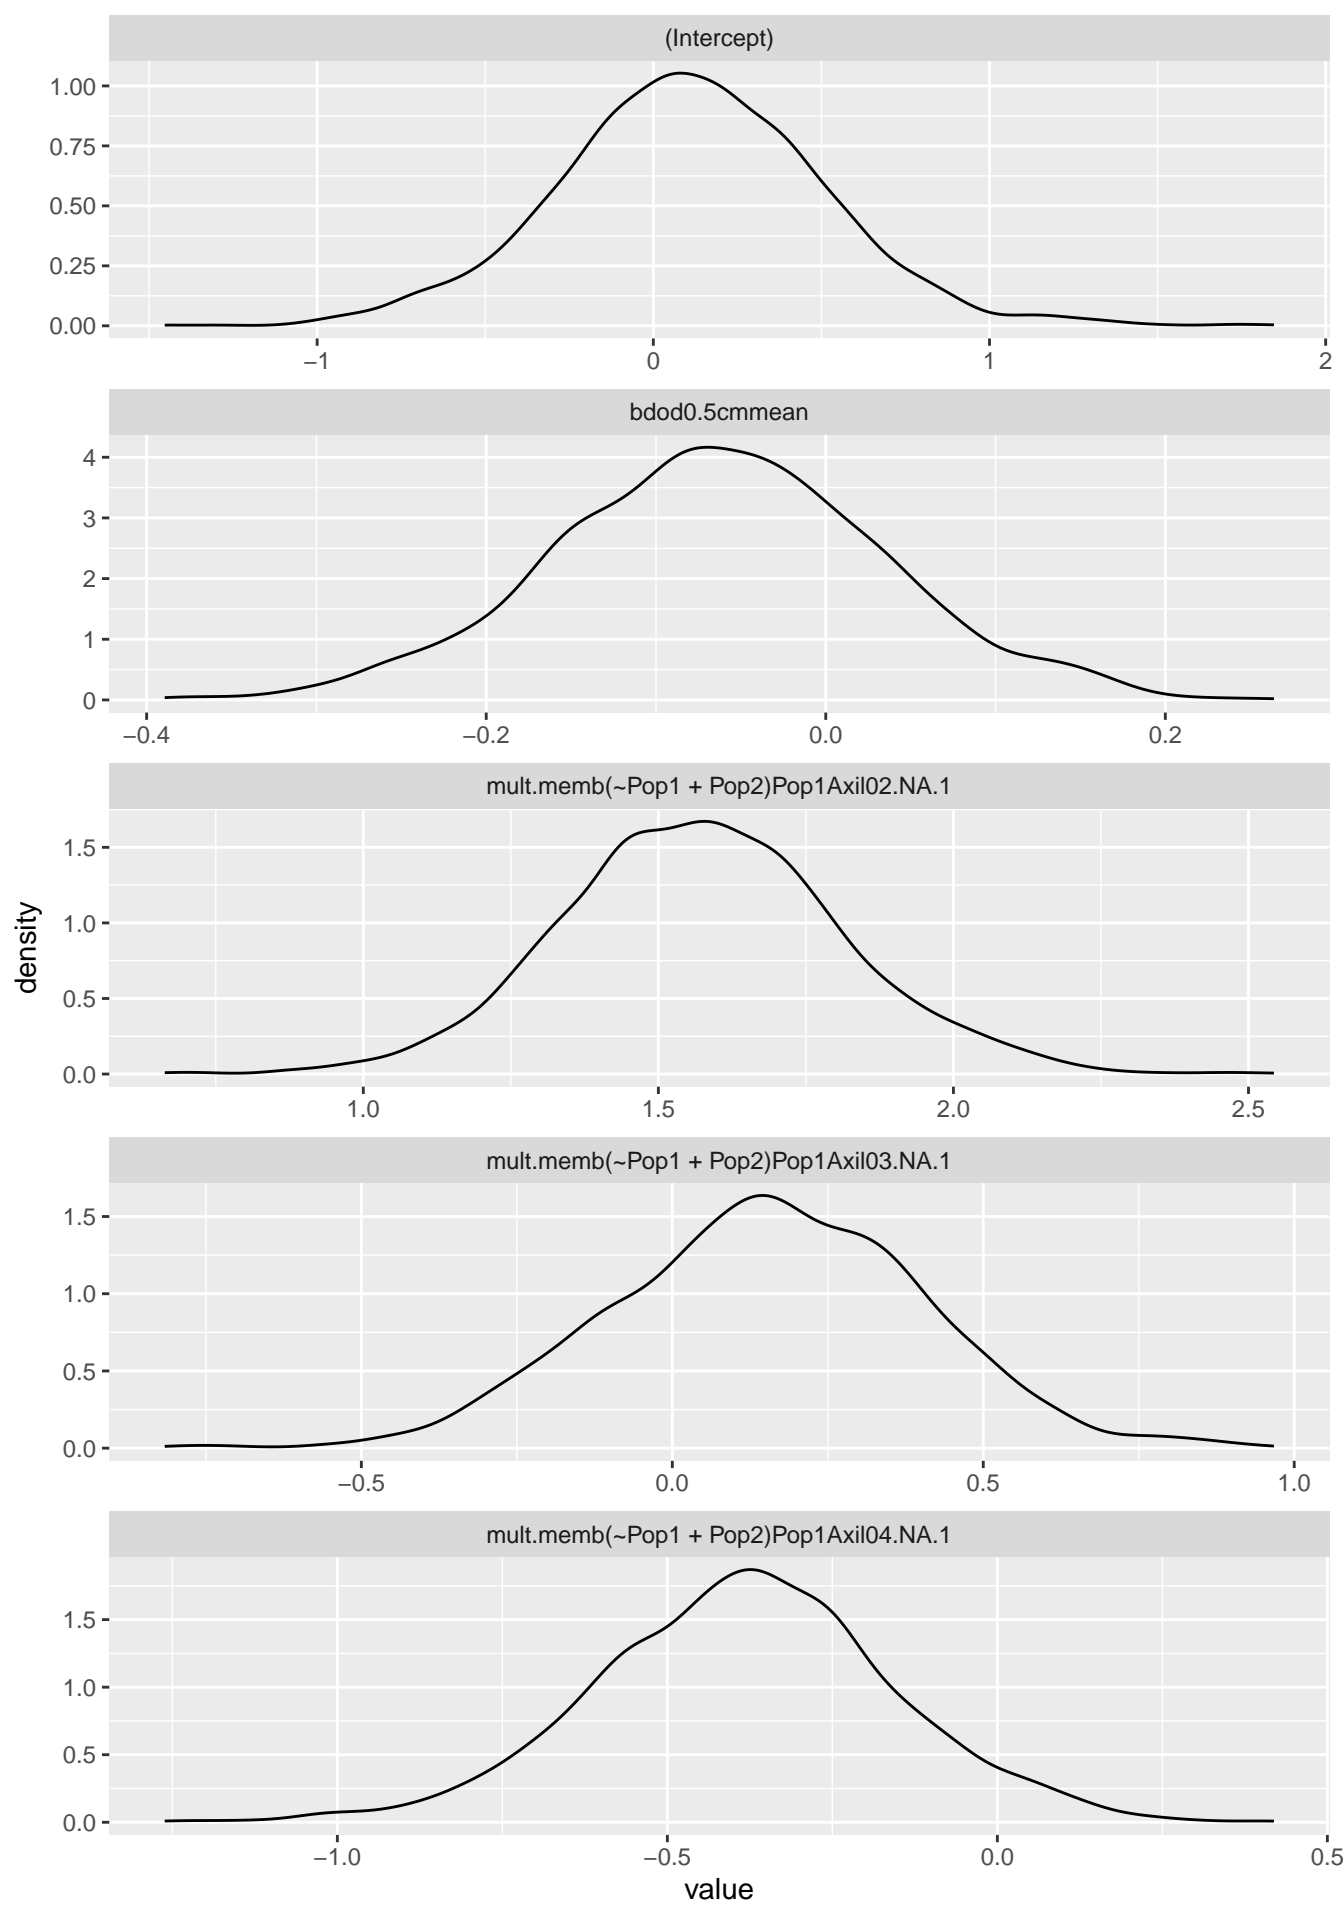 (Intercept)
1.00
0.75
0.50
0.25
0.00
−1 0 1 2
bdod0.5cmmean
4
3
2
1
0
−0.4 −0.2 0.0 0.2
mult.memb(~Pop1 + Pop2)Pop1Axil02.NA.1
1.5
1.0
0.5
0.0
1.0 1.5 2.0 2.5
density
mult.memb(~Pop1 + Pop2)Pop1Axil03.NA.1
1.5
1.0
0.5
0.0
−0.5 0.0 0.5 1.0
mult.memb(~Pop1 + Pop2)Pop1Axil04.NA.1
1.5
1.0
0.5
0.0
−1.0 −0.5 0.0 0.5
value